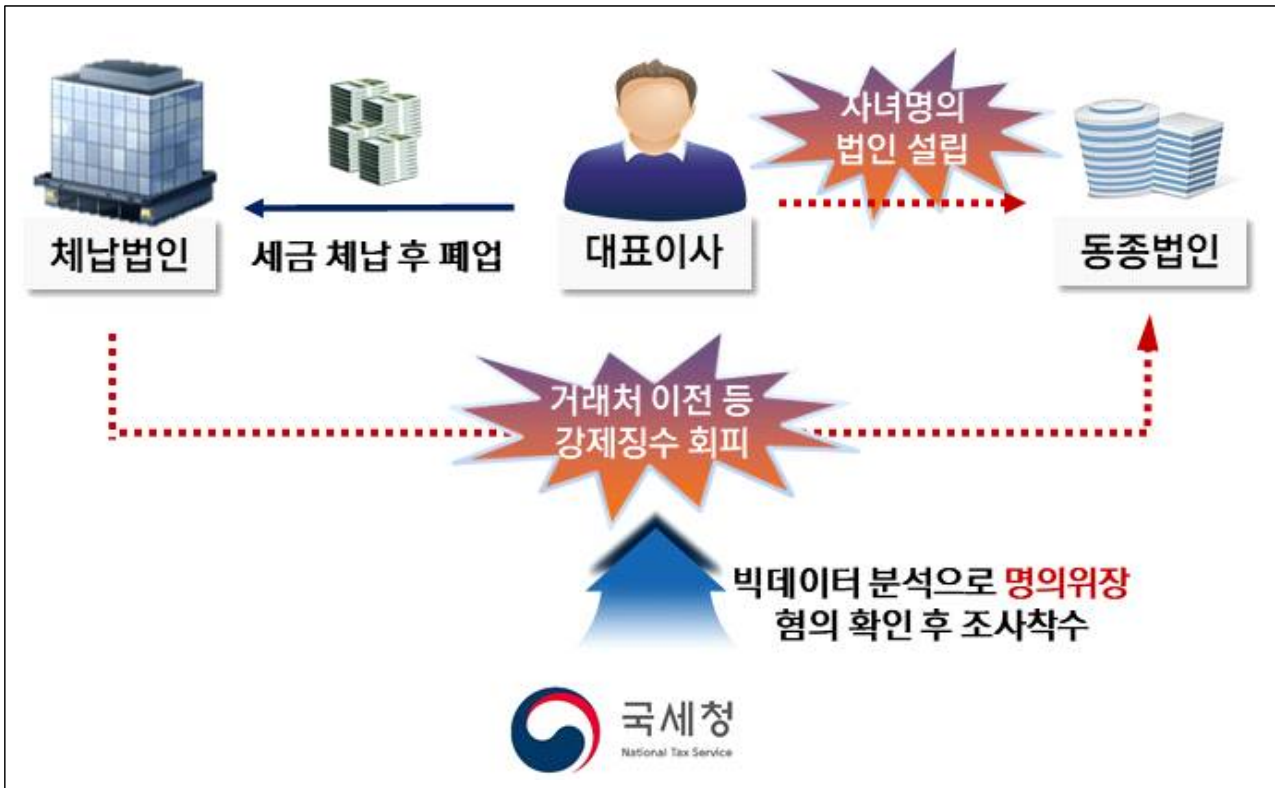 자녀명의
법인 설립
체납법인
세금 체납 후 폐업
대표이사
동종법인
거래처 이전 등
강제징수 회피
빅데이터 분석으로 명의위장
혐의 확인 후 조사착수
국세청
National Tax Service